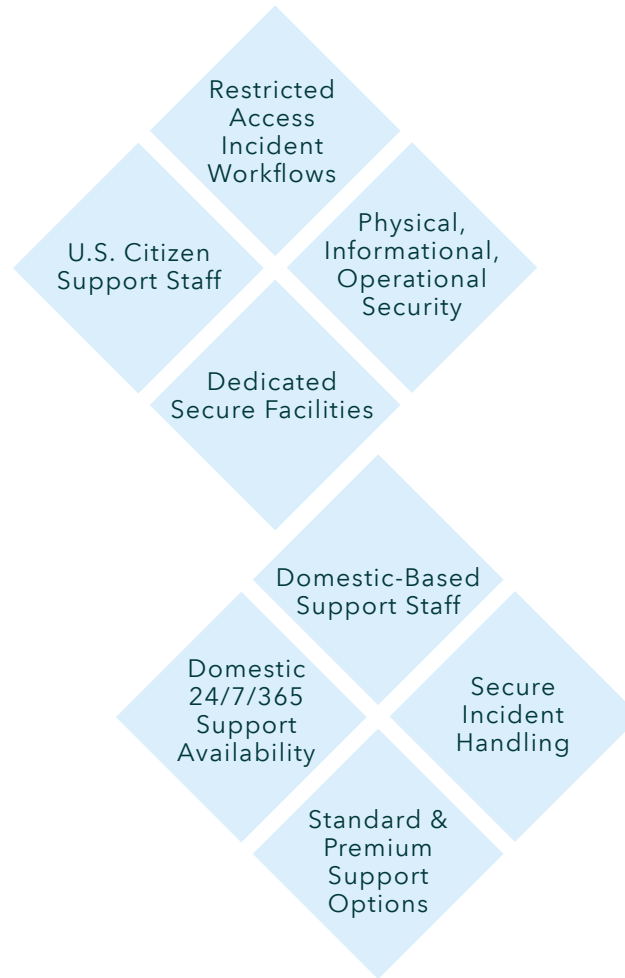 Restricted
Access
Incident
Workflows
U.S. Citizen
Support Staff
Physical,
Informational,
Operational
Security
Dedicated
Secure Facilities
Domestic-Based
Support Staff
Domestic
24/7/365
Support
Availability
Secure
Incident
Handling
Standard &
Premium
Support
Options